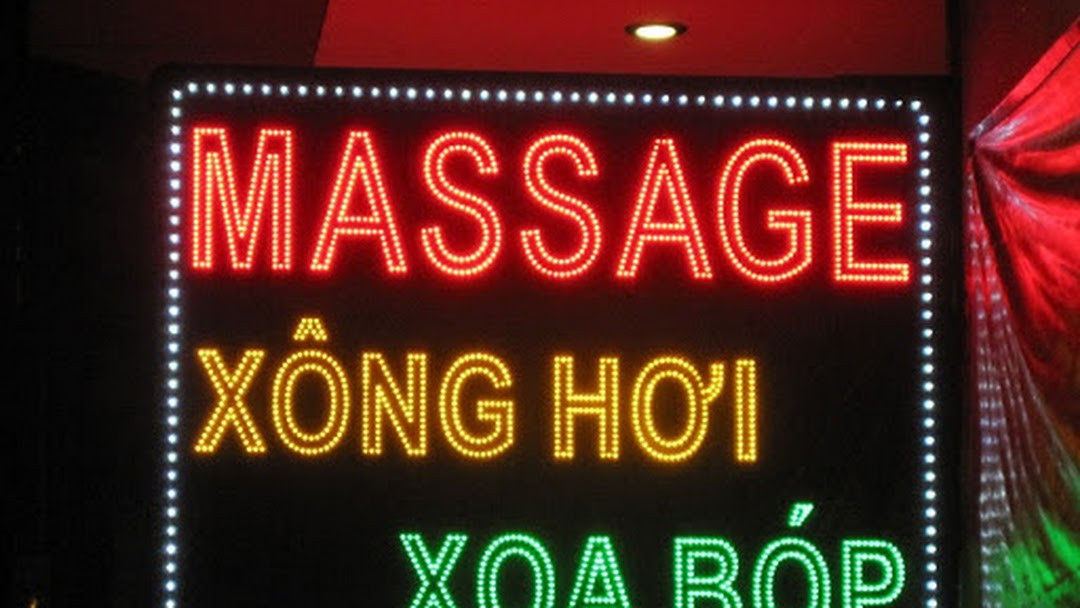 MASSAGE
XÔNG HƠI
XOA BÓP